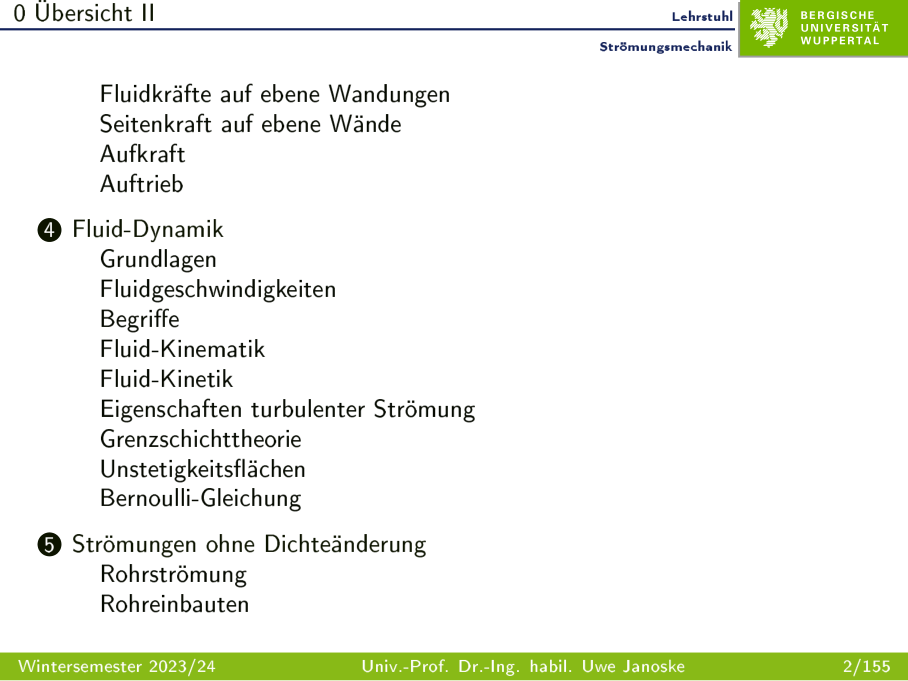 0 Übersicht II
Lehrstuhl
Strömungsmechanik
BERGISCHE
UNIVERSITÄT
WUPPERTAL
Fluidkräfte auf ebene Wandungen
Seitenkraft auf ebene Wände
Aufkraft
Auftrieb
4 Fluid-Dynamik
Grundlagen
Fluidgeschwindigkeiten
Begriffe
Fluid-Kinematik
Fluid-Kinetik
Eigenschaften turbulenter Strömung
Grenzschichttheorie
Unstetigkeitsflächen
Bernoulli-Gleichung
5 Strömungen ohne Dichteänderung
Rohrströmung
Rohreinbauten
Wintersemester 2023/24 Univ.-Prof. Dr.-Ing. habil. Uwe Janoske 2/155